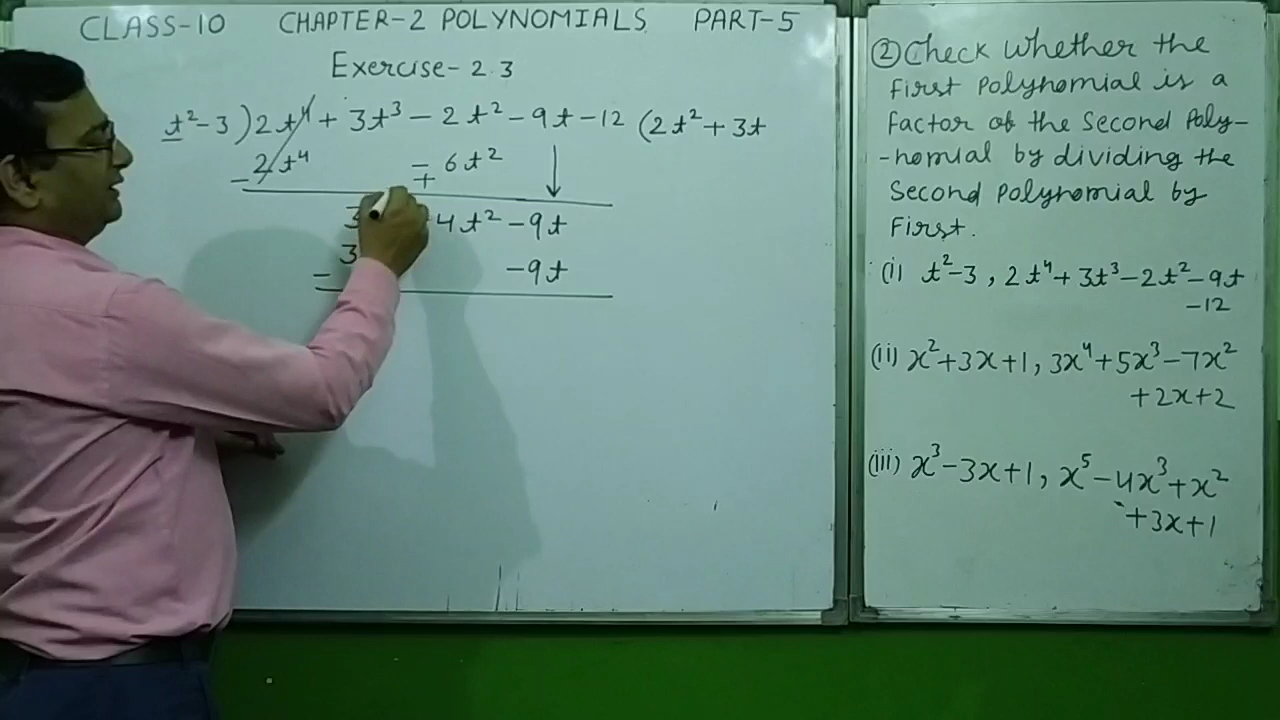 CLASS-10 CHAPTER-2 POLYNOMIALS PART-5
Exercise-2.3
t²-3)2t⁴+3t³-2t²-9t-12(2t²+3t
-2t⁴ ∓6t²
3 4t²-9t
3 -9t
-
② Check whether the
first polynomial is a
factor of the second Poly-
-nomial by dividing the
Second polynomial by
First.
(i) t²-3, 2t⁴+3t³-2t²-9t
-12
(ii) x²+3x+1, 3x⁴+5x³-7x²
+2x+2
(iii) x³-3x+1, x⁵-4x³+x²
+3x+1